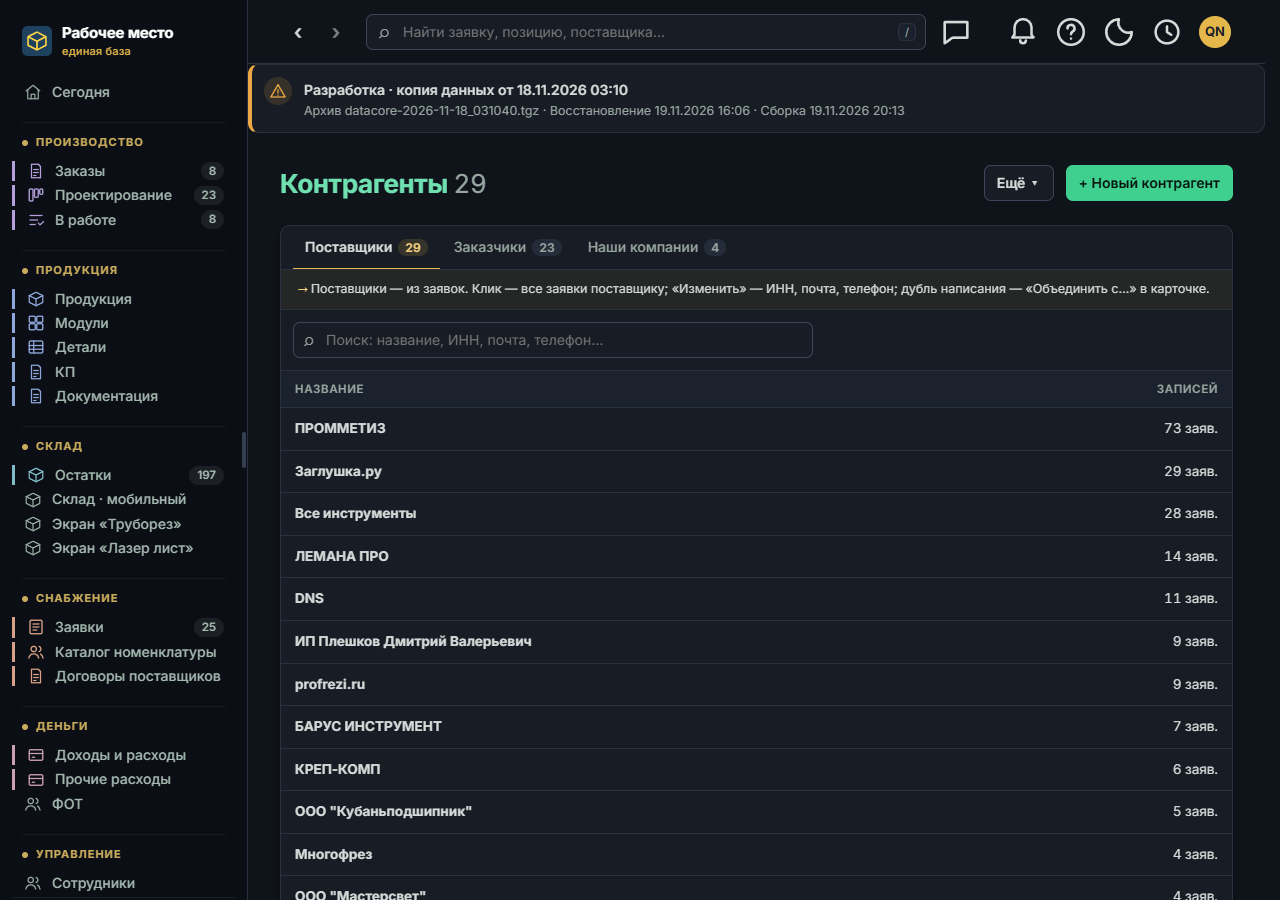 Рабочее место
единая база
Сегодня
ПРОИЗВОДСТВО
Заказы 8
Проектирование 23
В работе 8
ПРОДУКЦИЯ
Продукция
Модули
Детали
КП
Документация
СКЛАД
Остатки 197
Склад · мобильный
Экран «Труборез»
Экран «Лазер лист»
СНАБЖЕНИЕ
Заявки 25
Каталог номенклатуры
Договоры поставщиков
ДЕНЬГИ
Доходы и расходы
Прочие расходы
ФОТ
УПРАВЛЕНИЕ
Сотрудники
Найти заявку, позицию, поставщика... /
QN
Разработка · копия данных от 18.11.2026 03:10
Архив datacore-2026-11-18_031040.tgz · Восстановление 19.11.2026 16:06 · Сборка 19.11.2026 20:13
Контрагенты 29
Ещё ▾
+ Новый контрагент
Поставщики 29 Заказчики 23 Наши компании 4
→ Поставщики — из заявок. Клик — все заявки поставщику; «Изменить» — ИНН, почта, телефон; дубль написания — «Объединить с...» в карточке.
Поиск: название, ИНН, почта, телефон...
НАЗВАНИЕ ЗАПИСЕЙ
ПРОММЕТИЗ 73 заяв.
Заглушка.ру 29 заяв.
Все инструменты 28 заяв.
ЛЕМАНА ПРО 14 заяв.
DNS 11 заяв.
ИП Плешков Дмитрий Валерьевич 9 заяв.
profrezi.ru 9 заяв.
БАРУС ИНСТРУМЕНТ 7 заяв.
КРЕП-КОМП 6 заяв.
ООО "Кубаньподшипник" 5 заяв.
Многофрез 4 заяв.
ООО "Мастерсвет" 4 заяв.